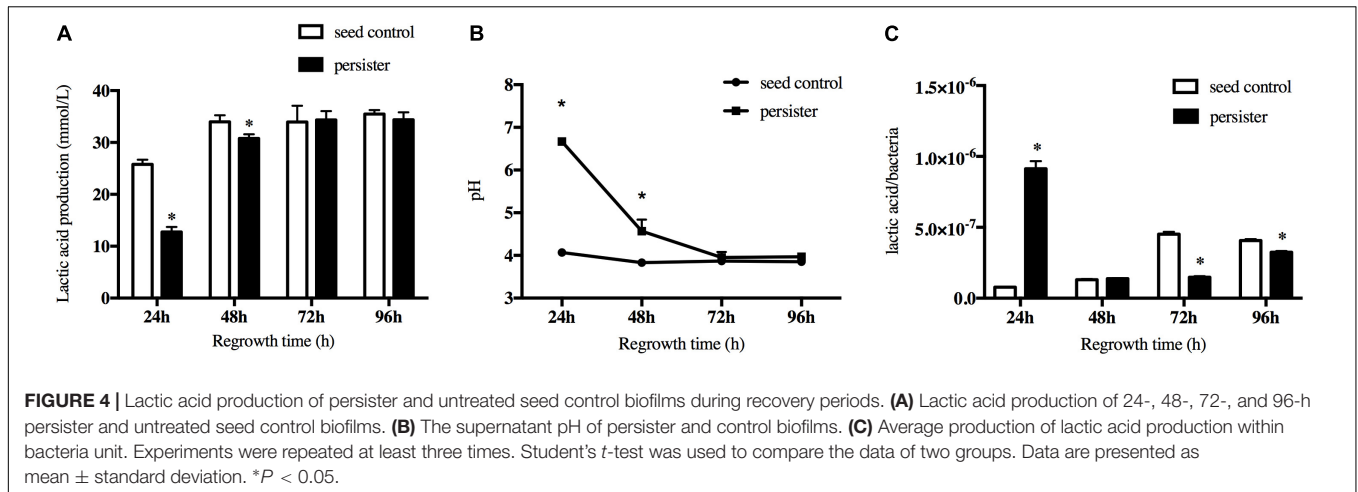 A
seed control
persister
Lactic acid production (mmol/L)
40
30
20
10
0
24h 48h 72h 96h
Regrowth time (h)
* *
B
seed control
persister
pH
8
7
6
5
4
3
24h 48h 72h 96h
Regrowth time (h)
* *
C
seed control
persister
lactic acid/bacteria
1.5×10⁻⁶
1.0×10⁻⁶
5.0×10⁻⁷
0.0
24h 48h 72h 96h
Regrowth time (h)
* * *
FIGURE 4 | Lactic acid production of persister and untreated seed control biofilms during recovery periods. (A) Lactic acid production of 24-, 48-, 72-, and 96-h
persister and untreated seed control biofilms. (B) The supernatant pH of persister and control biofilms. (C) Average production of lactic acid production within
bacteria unit. Experiments were repeated at least three times. Student's t-test was used to compare the data of two groups. Data are presented as
mean ± standard deviation. *P < 0.05.